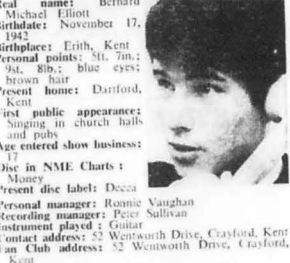 Real name: Bernard
Michael Elliott
Birthdate: November 17,
1942
Birthplace: Erith, Kent
Personal points: 5ft. 7in.;
9st. 8lb.; blue eyes;
brown hair
Present home: Dartford,
Kent
First public appearance:
Singing in church halls
and pubs
Age entered show business:
17
Disc in NME Charts :
Money
Present disc label: Decca
Personal manager: Ronnie Vaughan
Recording manager: Peter Sullivan
Instrument played : Guitar
Contact address: 52 Wentworth Drive, Crayford, Kent
Fan Club address: 52 Wentworth Drive, Crayford,
Kent